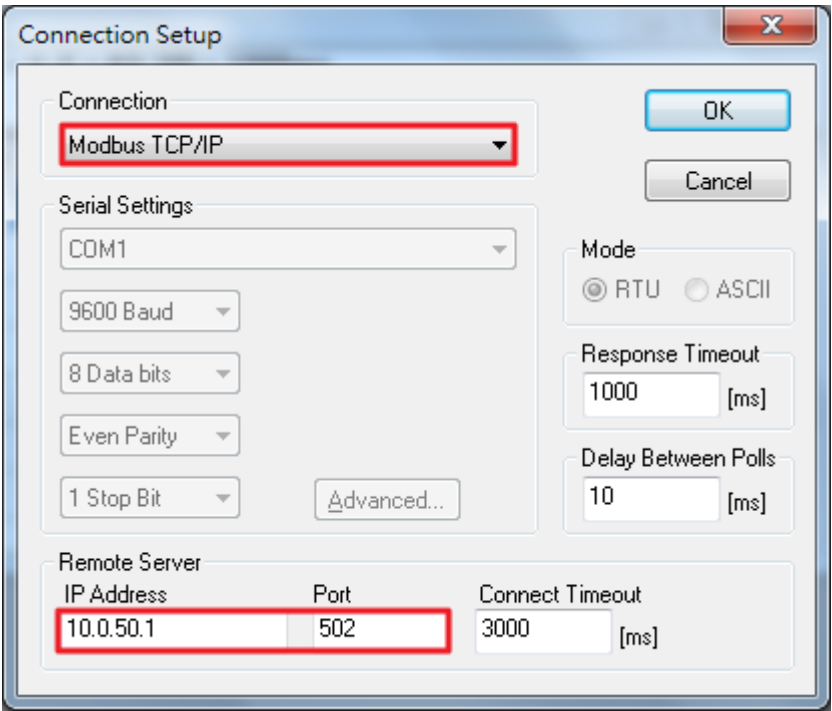 Connection Setup
Connection
OK
Modbus TCP/IP
Cancel
Serial Settings
COM1
Mode
RTU ASCII
9600 Baud
Response Timeout
8 Data bits
1000 [ms]
Even Parity
Delay Between Polls
1 Stop Bit Advanced...
10 [ms]
Remote Server
IP Address Port Connect Timeout
10.0.50.1 502 3000 [ms]